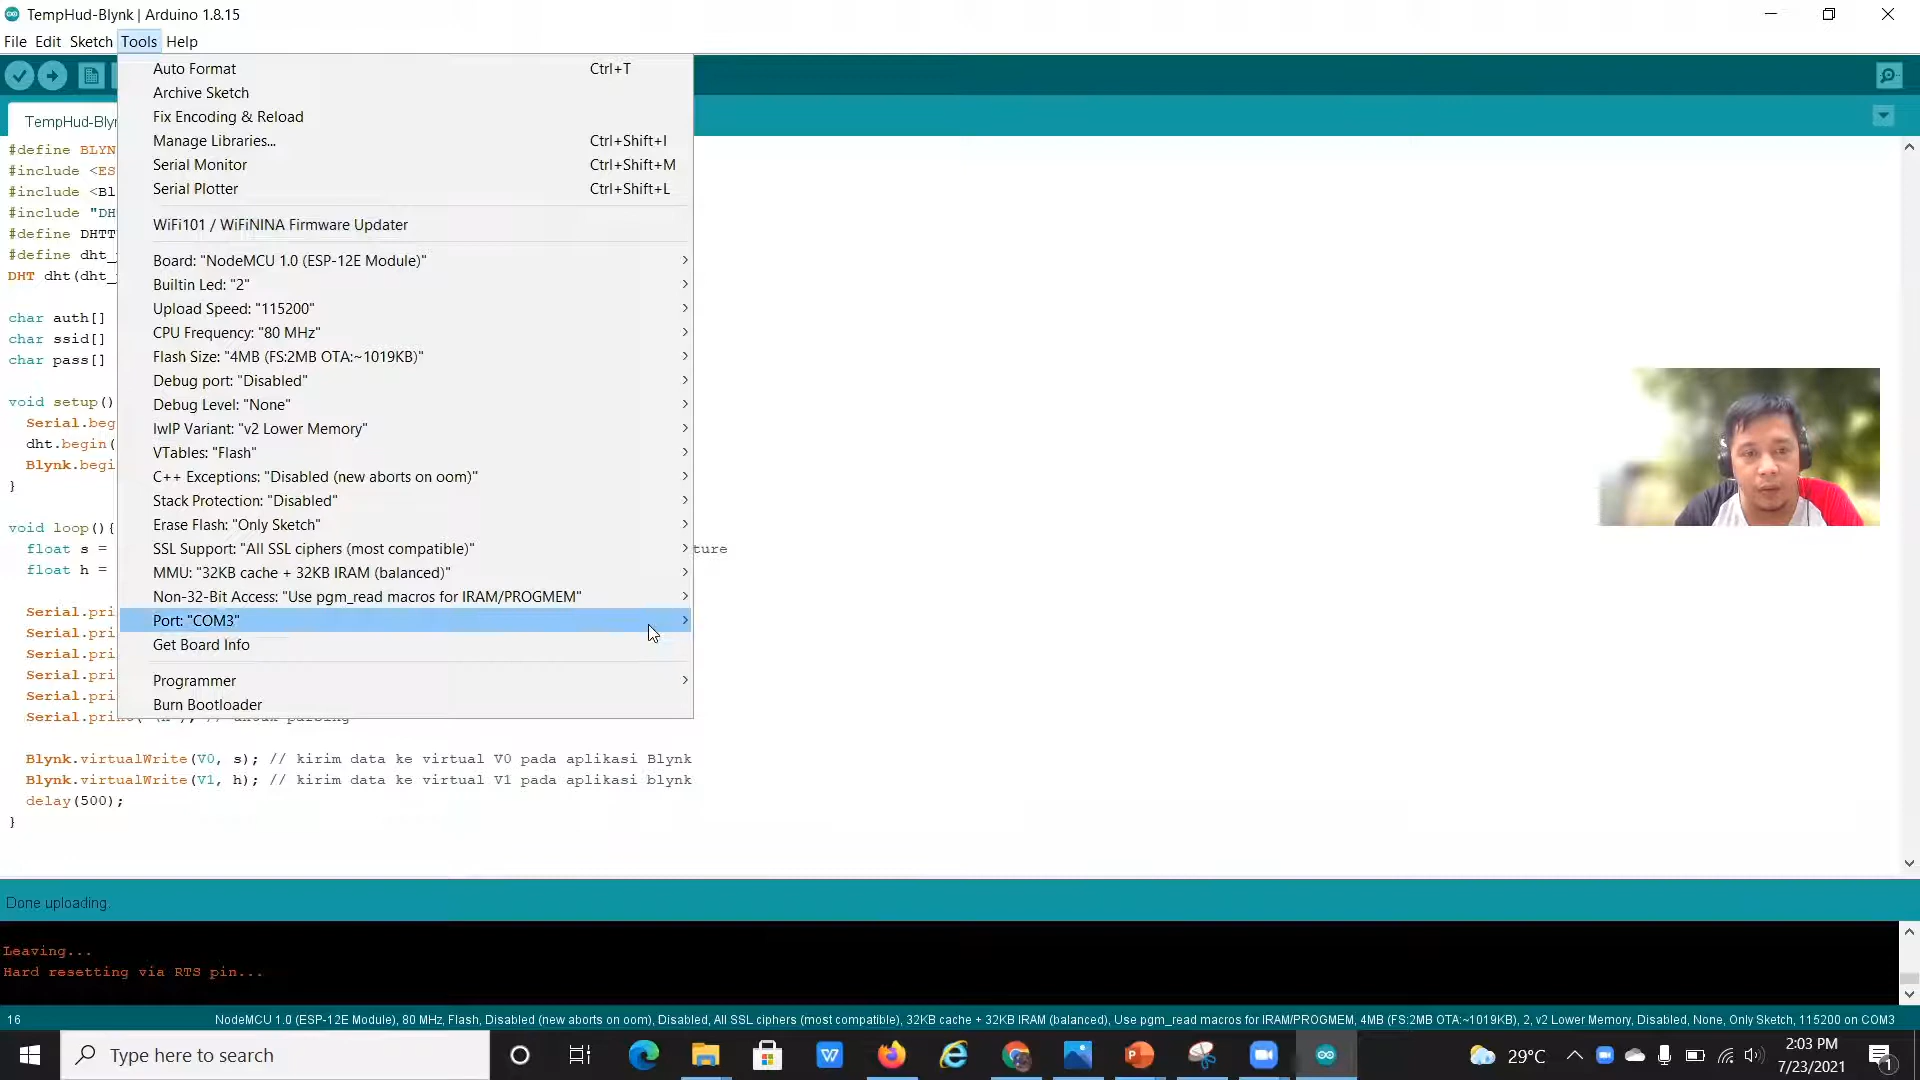 TempHud-Blynk | Arduino 1.8.15
File Edit Sketch Tools Help
Auto Format Ctrl+T
Archive Sketch
Fix Encoding & Reload
Manage Libraries... Ctrl+Shift+I
Serial Monitor Ctrl+Shift+M
Serial Plotter Ctrl+Shift+L
WiFi101 / WiFiNINA Firmware Updater
Board: "NodeMCU 1.0 (ESP-12E Module)"
Builtin Led: "2"
Upload Speed: "115200"
CPU Frequency: "80 MHz"
Flash Size: "4MB (FS:2MB OTA:~1019KB)"
Debug port: "Disabled"
Debug Level: "None"
lwIP Variant: "v2 Lower Memory"
VTables: "Flash"
C++ Exceptions: "Disabled (new aborts on oom)"
Stack Protection: "Disabled"
Erase Flash: "Only Sketch"
SSL Support: "All SSL ciphers (most compatible)"
MMU: "32KB cache + 32KB IRAM (balanced)"
Non-32-Bit Access: "Use pgm_read macros for IRAM/PROGMEM"
Port: "COM3"
Get Board Info
Programmer
Burn Bootloader
TempHud-Blyn
#define BLYN
#include <ES
#include <Bl
#include "DH
#define DHTT
#define dht_
DHT dht(dht_
char auth[]
char ssid[]
char pass[]
void setup()
Serial.beg
dht.begin(
Blynk.begi
}
void loop(){
float s = ture
float h =
Serial.pri
Serial.pri
Serial.pri
Serial.pri
Serial.pri
Blynk.virtualWrite(V0, s); // kirim data ke virtual V0 pada aplikasi Blynk
Blynk.virtualWrite(V1, h); // kirim data ke virtual V1 pada aplikasi blynk
delay(500);
}
Done uploading.
Leaving...
Hard resetting via RTS pin...
16 NodeMCU 1.0 (ESP-12E Module), 80 MHz, Flash, Disabled (new aborts on oom), Disabled, All SSL ciphers (most compatible), 32KB cache + 32KB IRAM (balanced), Use pgm_read macros for IRAM/PROGMEM, 4MB (FS:2MB OTA:~1019KB), 2, v2 Lower Memory, Disabled, None, Only Sketch, 115200 on COM3
Type here to search
29°C
2:03 PM
7/23/2021
1